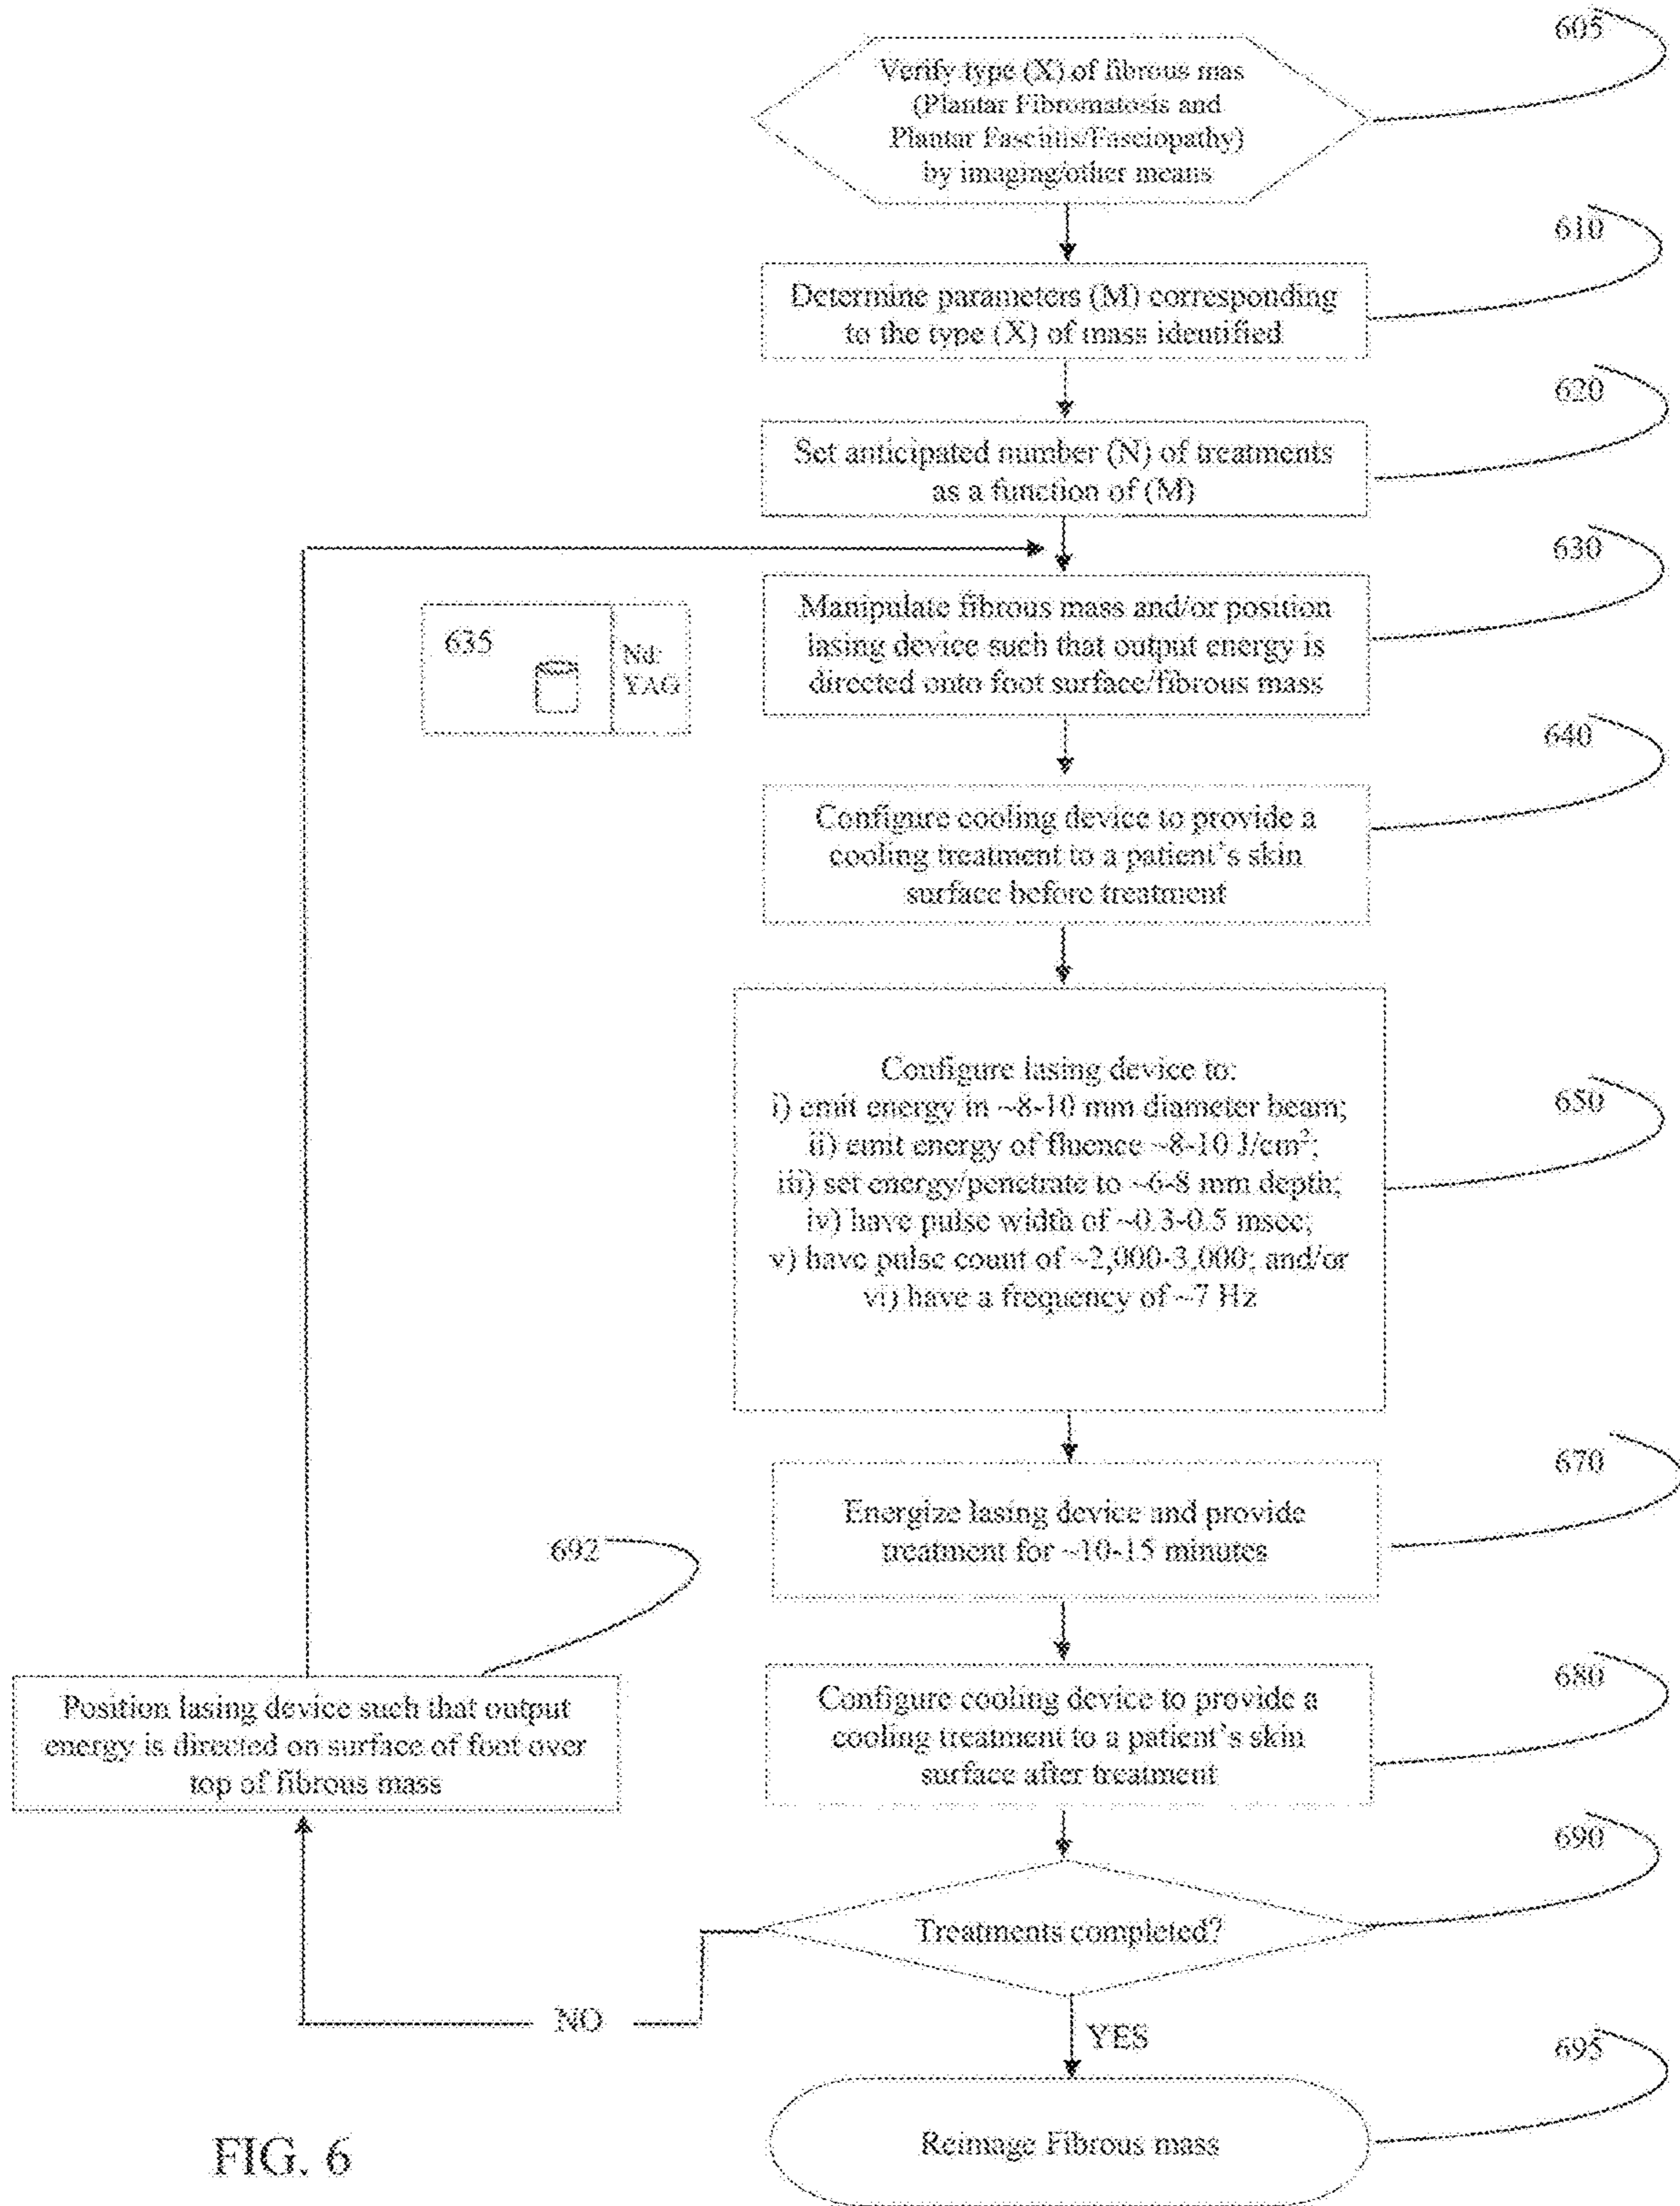 605
Verify type (X) of fibrous mas
(Plantar Fibromatosis and
Plantar Fasciitis/Fasciopathy)
by imaging/other means
610
Determine parameters (M) corresponding
to the type (X) of mass identified
620
Set anticipated number (N) of treatments
as a function of (M)
630
Manipulate fibrous mass and/or position
lasing device such that output energy is
directed onto foot surface/fibrous mass
635
Nd:
YAG
640
Configure cooling device to provide a
cooling treatment to a patient's skin
surface before treatment
650
Configure lasing device to:
i) emit energy in ~8-10 mm diameter beam;
ii) emit energy of fluence ~8-10 J/cm²;
iii) set energy/penetrate to ~6-8 mm depth;
iv) have pulse width of ~0.3-0.5 msec;
v) have pulse count of ~2,000-3,000; and/or
vi) have a frequency of ~7 Hz
670
Energize lasing device and provide
treatment for ~10-15 minutes
692
Position lasing device such that output
energy is directed on surface of foot over
top of fibrous mass
680
Configure cooling device to provide a
cooling treatment to a patient's skin
surface after treatment
690
Treatments completed?
NO
YES
695
Reimage Fibrous mass
FIG. 6